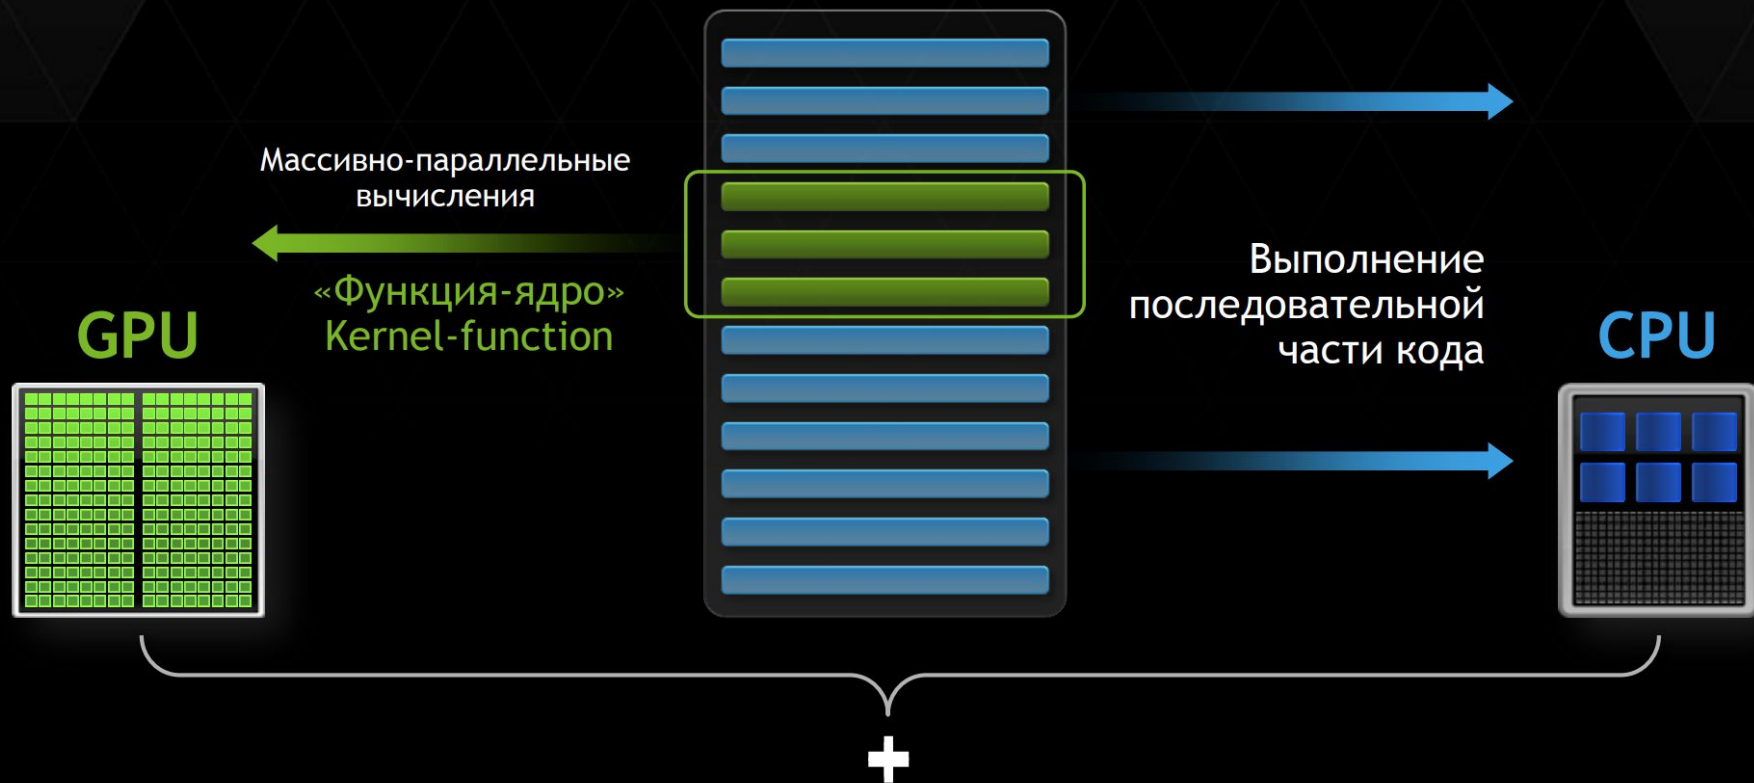 Массивно-параллельные
вычисления
«Функция-ядро»
Kernel-function
GPU
Выполнение
последовательной
части кода
CPU
+